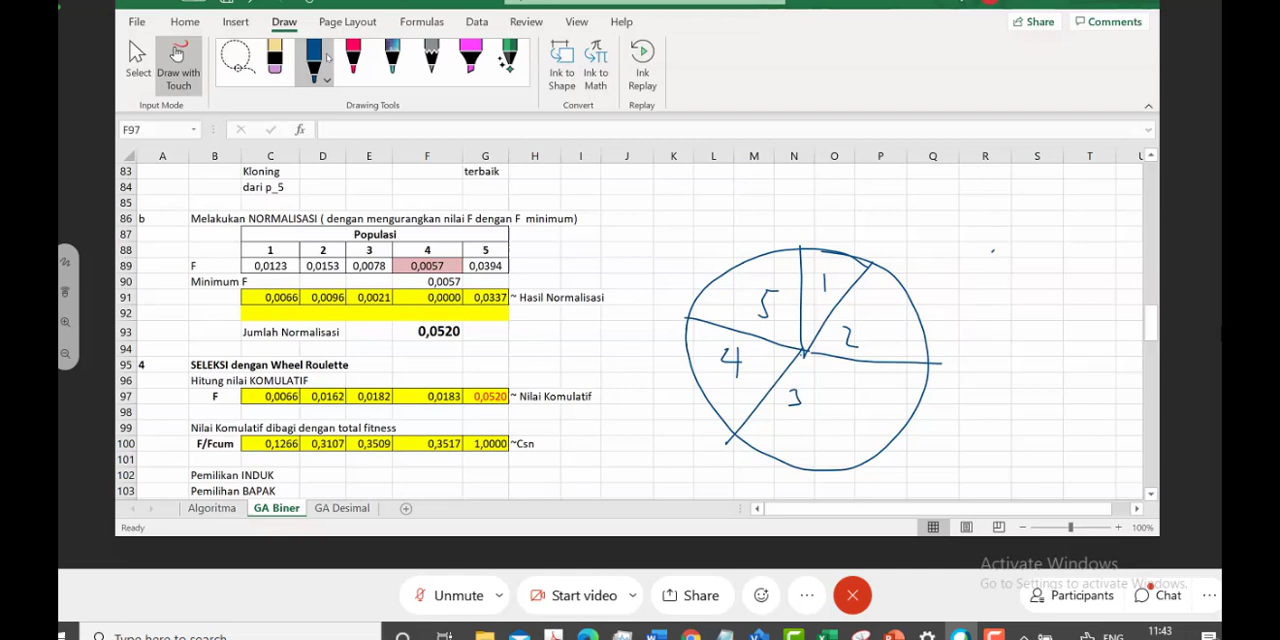 File Home Insert Draw Page Layout Formulas Data Review View Help Share Comments
Select Draw with Touch Ink to Shape Ink to Math Ink Replay
Input Mode Drawing Tools Convert Replay
F97 fx
A B C D E F G H I J K L M N O P Q R S T U
83 Kloning terbaik
84 dari p_5
85
86 b Melakukan NORMALISASI ( dengan mengurangkan nilai F dengan F minimum)
87 Populasi
88 1 2 3 4 5
89 F 0,0123 0,0153 0,0078 0,0057 0,0394
90 Minimum F 0,0057
91 0,0066 0,0096 0,0021 0,0000 0,0337 ~ Hasil Normalisasi
92
93 Jumlah Normalisasi 0,0520
94
95 4 SELEKSI dengan Wheel Roulette
96 Hitung nilai KOMULATIF
97 F 0,0066 0,0162 0,0182 0,0183 0,0520 ~ Nilai Komulatif
98
99 Nilai Komulatif dibagi dengan total fitness
100 F/Fcum 0,1266 0,3107 0,3509 0,3517 1,0000 ~Csn
101
102 Pemilikan INDUK
103 Pemilihan BAPAK
1
5
2
4
3
Algoritma GA Biner GA Desimal
Ready 100%
Activate Windows
Go to Settings to activate Windows.
Unmute Start video Share Participants Chat
Type here to search ENG 11:43